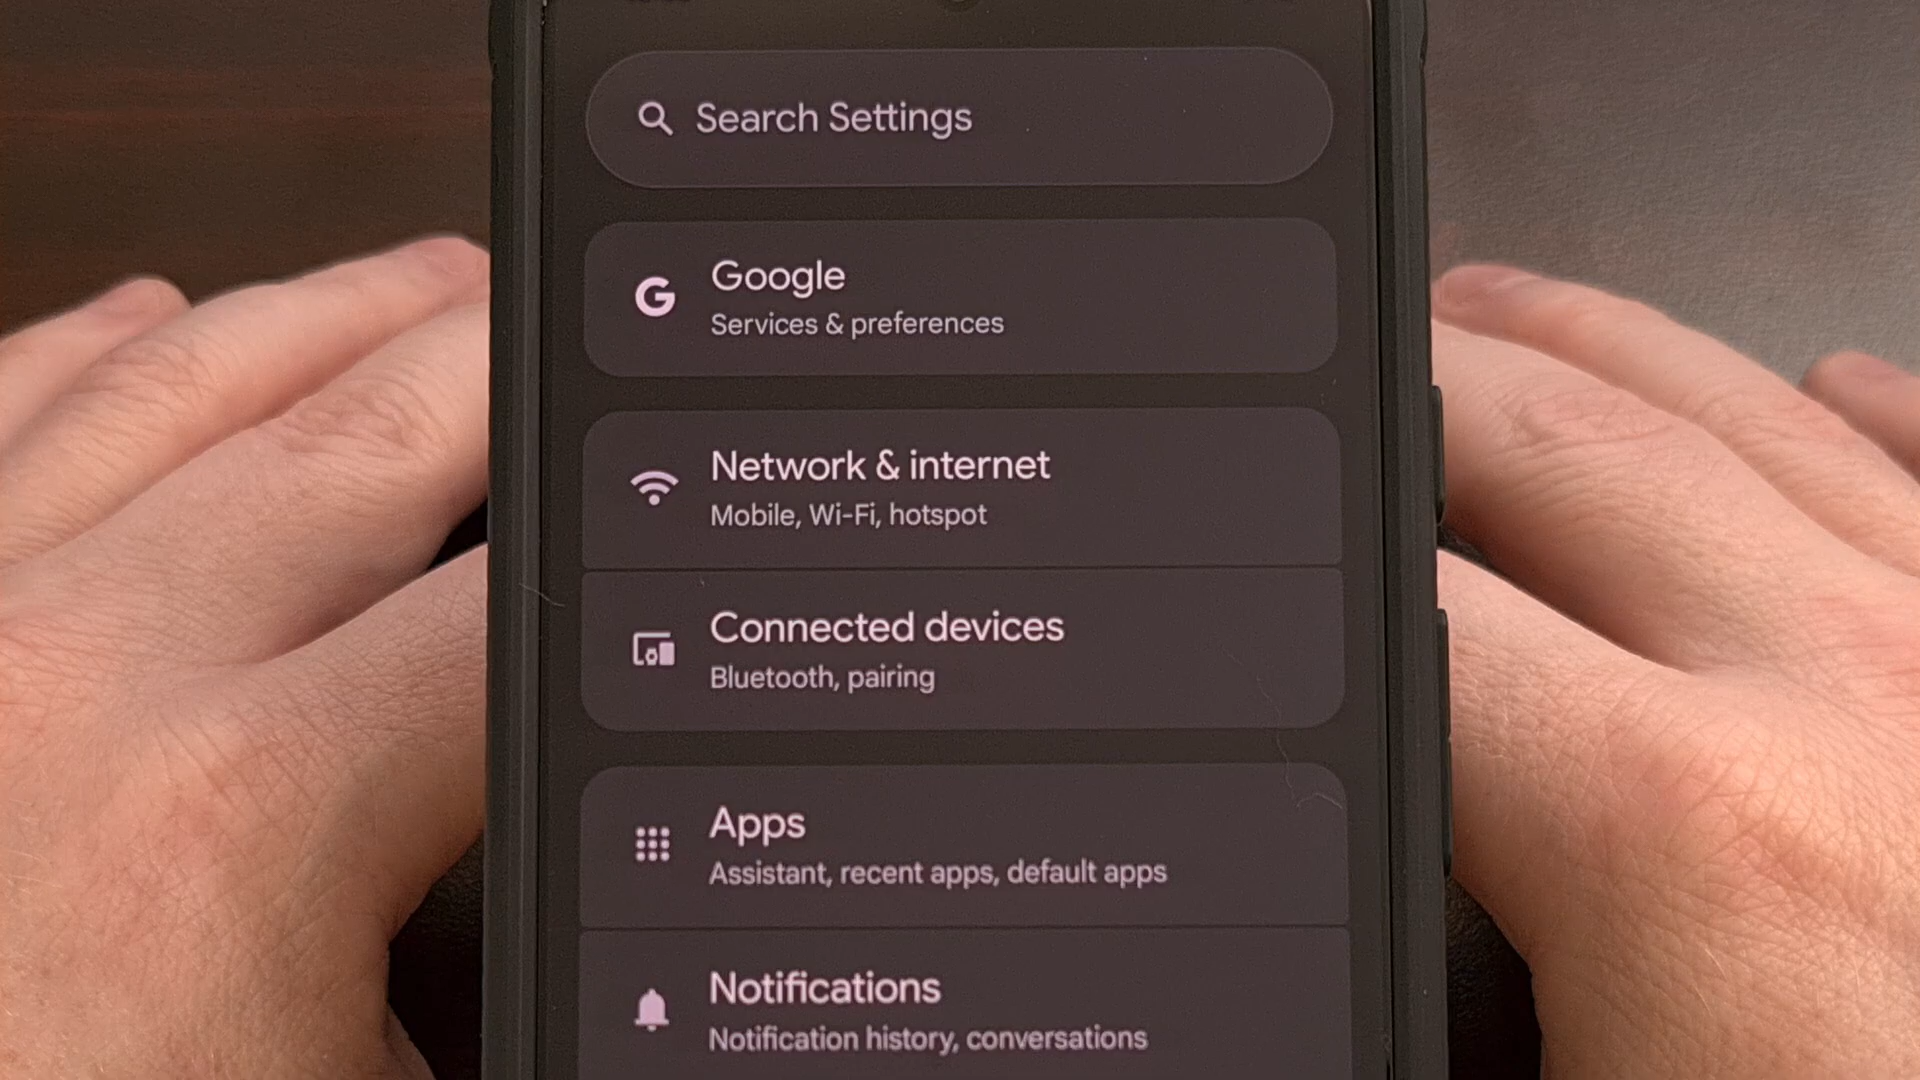 Search Settings
Google
Services & preferences
Network & internet
Mobile, Wi-Fi, hotspot
Connected devices
Bluetooth, pairing
Apps
Assistant, recent apps, default apps
Notifications
Notification history, conversations